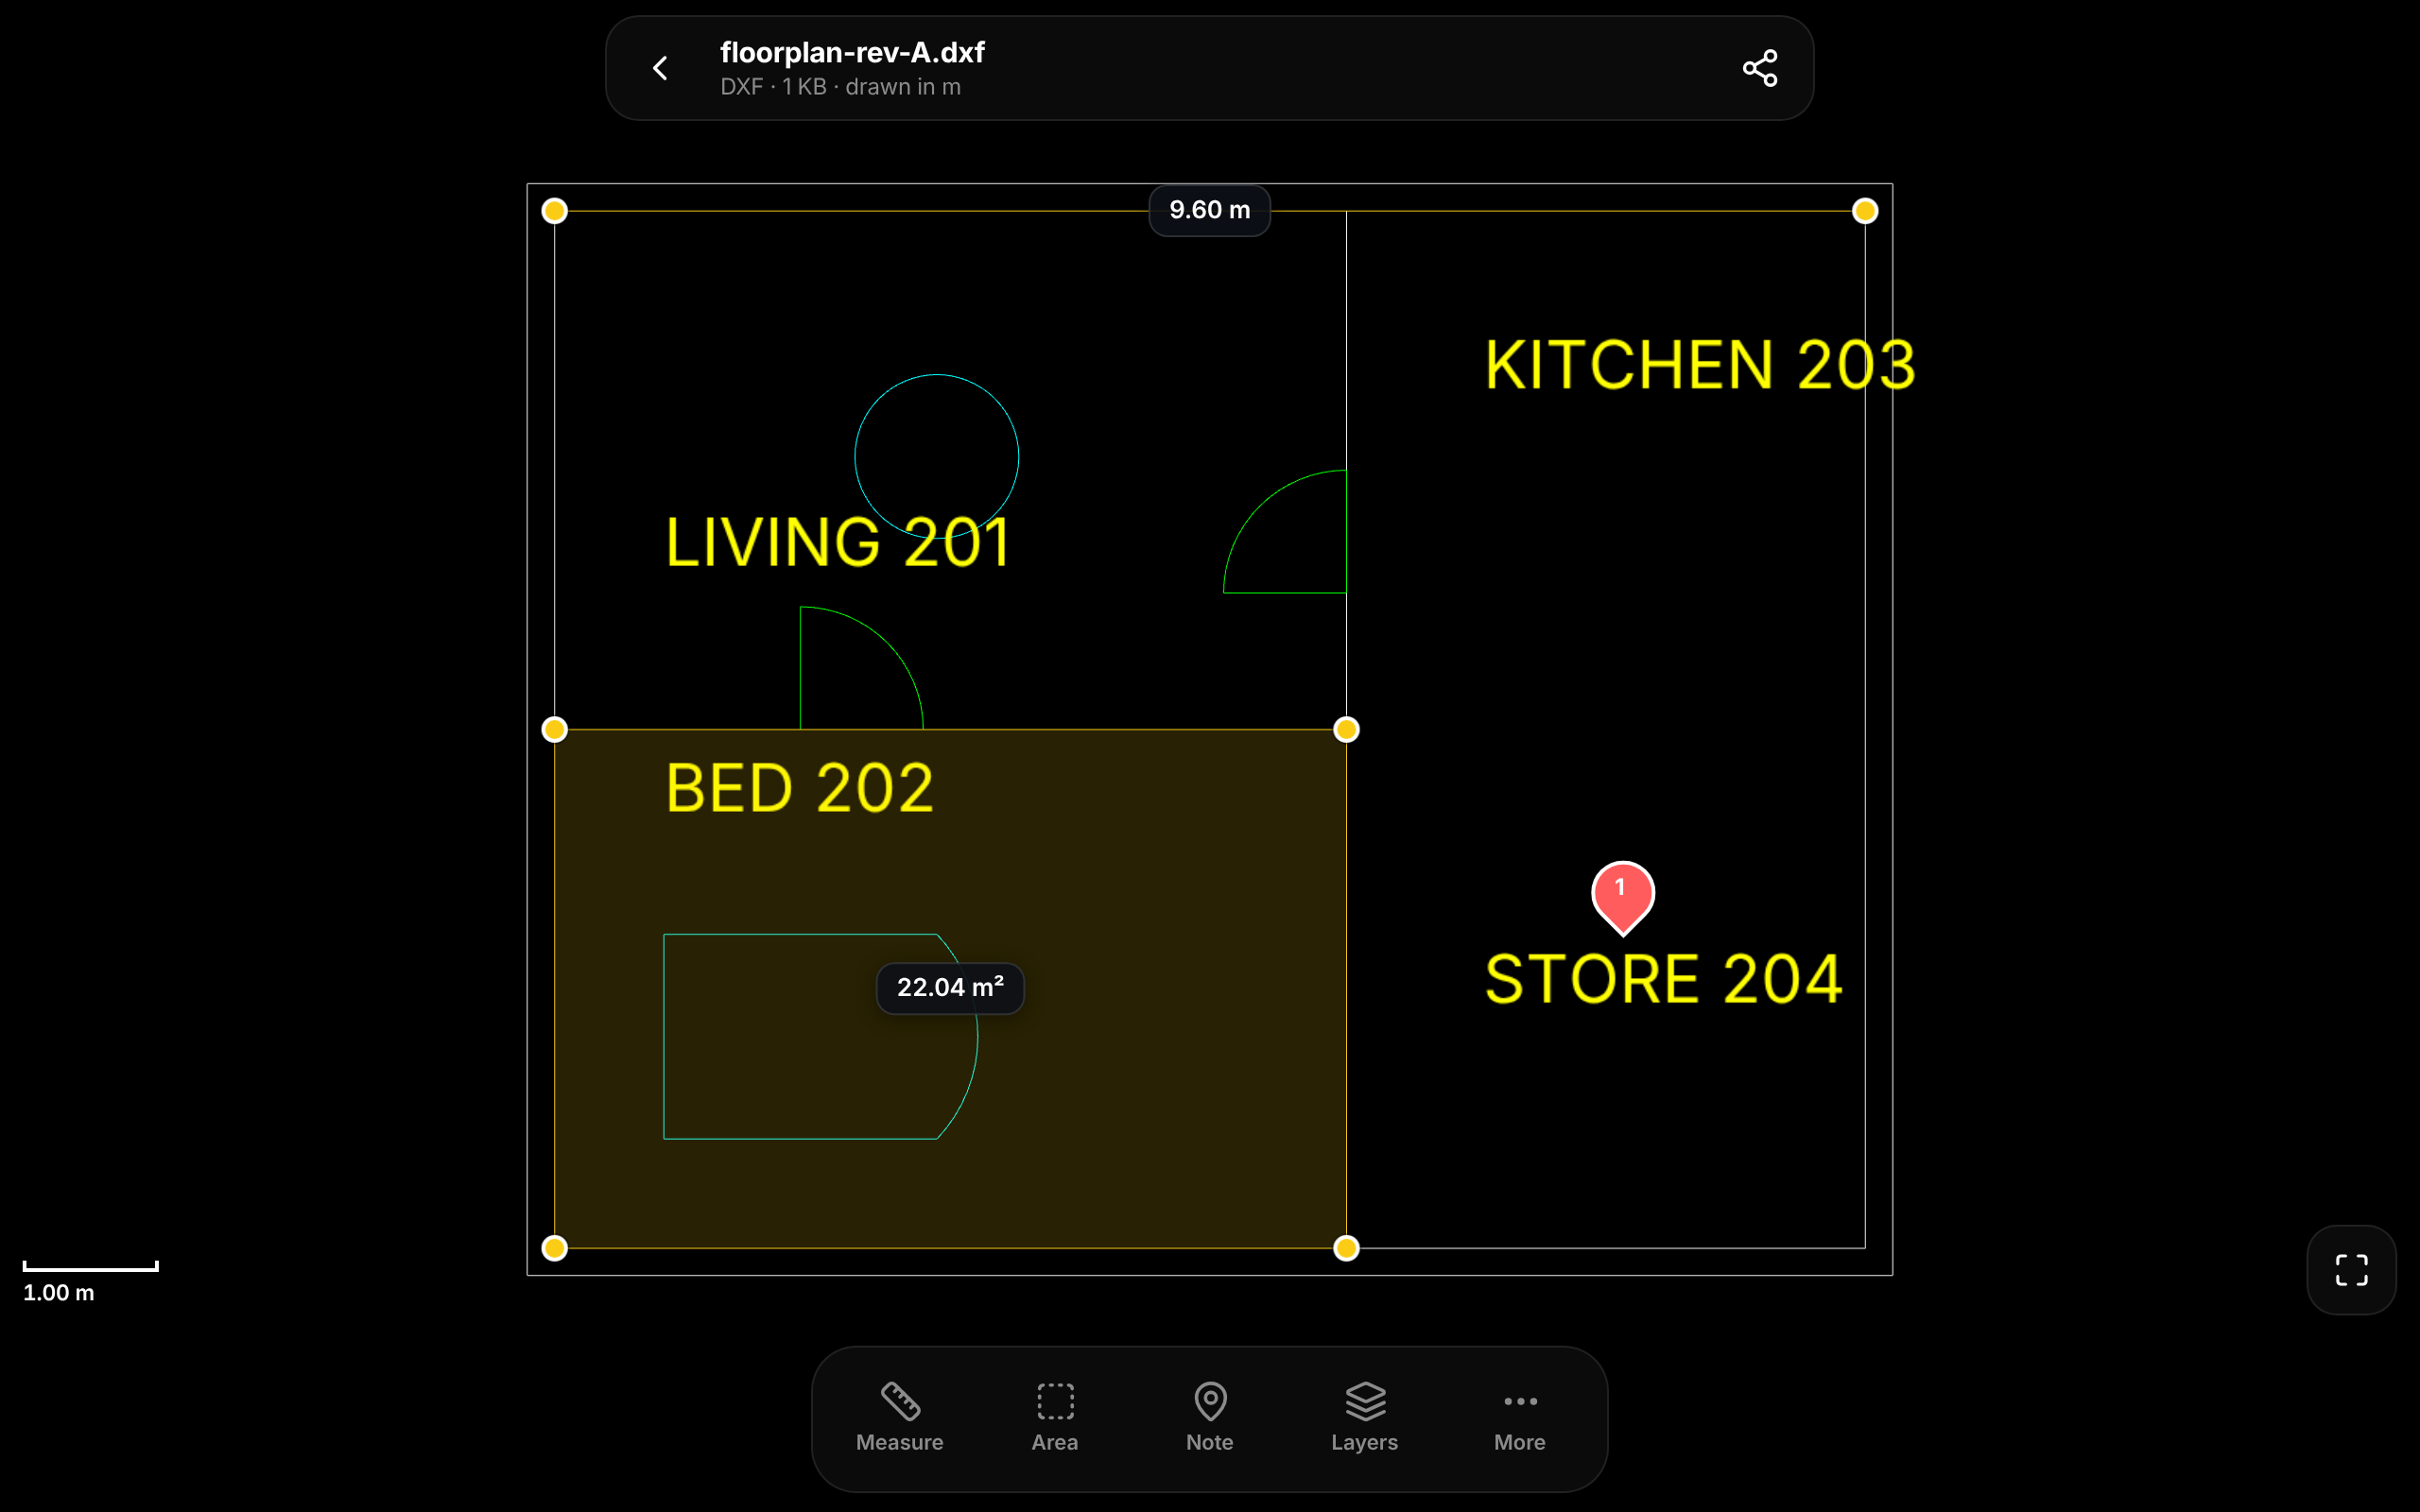 floorplan-rev-A.dxf
DXF · 1 KB · drawn in m
9.60 m
KITCHEN 203
LIVING 201
BED 202
1
STORE 204
22.04 m²
1.00 m
Measure
Area
Note
Layers
More